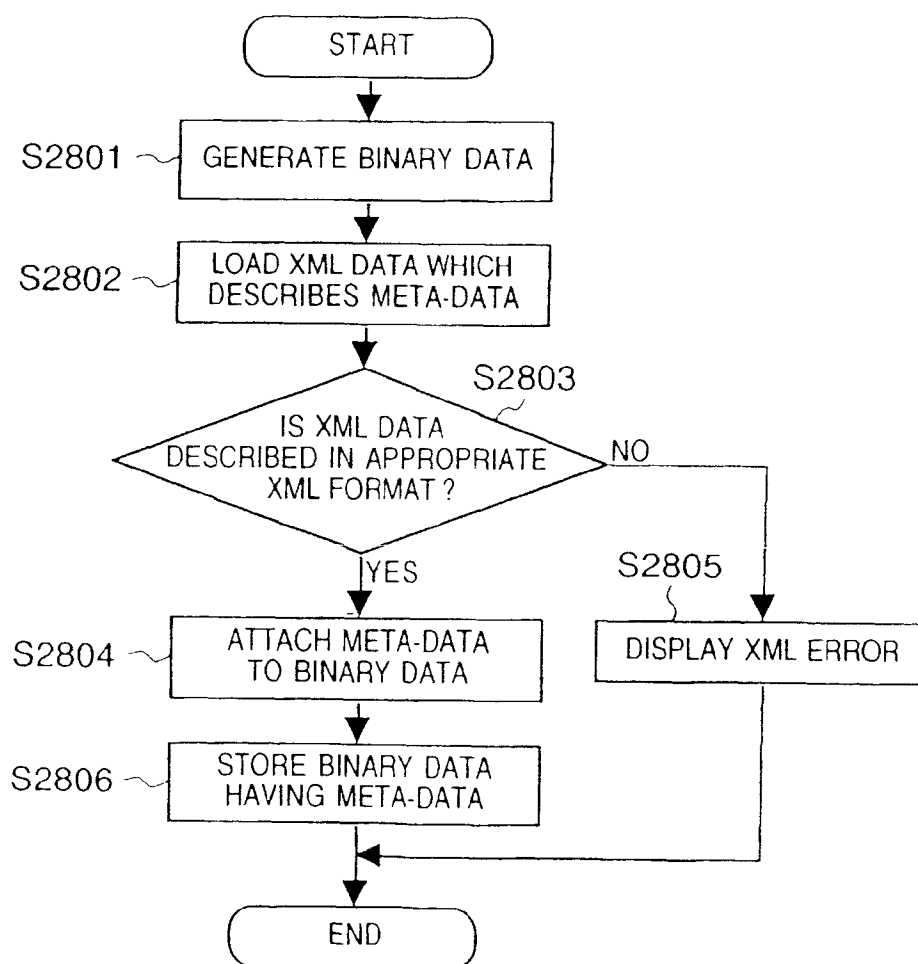 START
S2801
GENERATE BINARY DATA
S2802
LOAD XML DATA WHICH
DESCRIBES META-DATA
S2803
IS XML DATA
DESCRIBED IN APPROPRIATE
XML FORMAT ?
NO
YES
S2804
ATTACH META-DATA
TO BINARY DATA
S2805
DISPLAY XML ERROR
S2806
STORE BINARY DATA
HAVING META-DATA
END